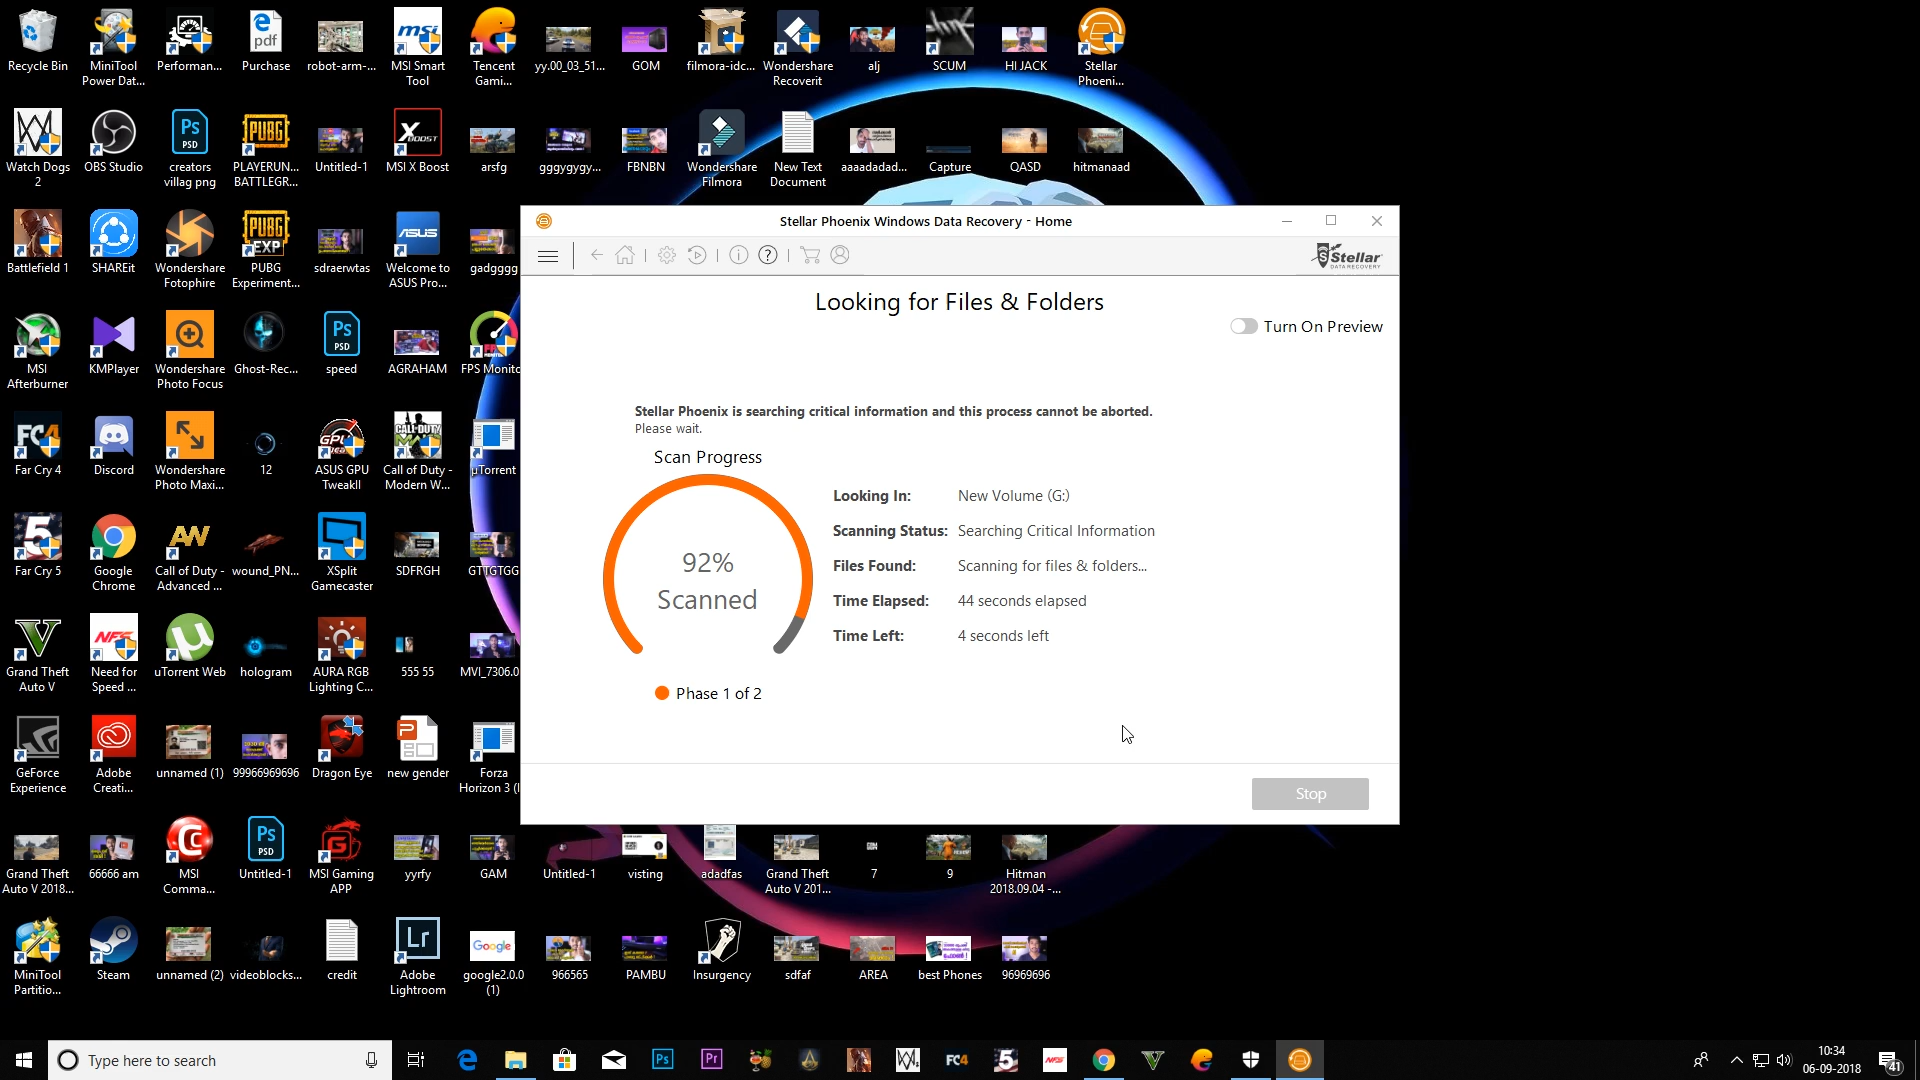 Recycle Bin
MiniTool
Power Dat...
Performan...
Purchase
robot-arm-...
MSI Smart
Tool
Tencent
Gami...
yy.00_03_51...
GOM
filmora-idc...
Wondershare
Recoverit
alj
SCUM
HI JACK
Stellar
Phoeni...
Watch Dogs
2
OBS Studio
creators
villag png
PLAYERUN...
BATTLEGR...
Untitled-1
MSI X Boost
arsfg
gggygygy...
FBNBN
Wondershare
Filmora
New Text
Document
aaaadadad...
Capture
QASD
hitmanaad
Battlefield 1
SHAREit
Wondershare
Fotophire
PUBG
Experiment...
sdraerwtas
Welcome to
ASUS Pro...
gadgggg
MSI
Afterburner
KMPlayer
Wondershare
Photo Focus
Ghost-Rec...
speed
AGRAHAM
FPS Monito
Far Cry 4
Discord
Wondershare
Photo Maxi...
12
ASUS GPU
TweakII
Call of Duty -
Modern W...
µTorrent
Far Cry 5
Google
Chrome
Call of Duty -
Advanced ...
wound_PN...
XSplit
Gamecaster
SDFRGH
GTTGTGG
Grand Theft
Auto V
Need for
Speed ...
uTorrent Web
hologram
AURA RGB
Lighting C...
555 55
MVI_7306.0
GeForce
Experience
Adobe
Creati...
unnamed (1)
99966969696
Dragon Eye
new gender
Forza
Horizon 3 (I
Grand Theft
Auto V 2018...
66666 am
MSI
Comma...
Untitled-1
MSI Gaming
APP
yyrfy
GAM
Untitled-1
visting
adadfas
Grand Theft
Auto V 201...
7
9
Hitman
2018.09.04 -...
MiniTool
Partitio...
Steam
unnamed (2)
videoblocks...
credit
Adobe
Lightroom
google2.0.0
(1)
966565
PAMBU
Insurgency
sdfaf
AREA
best Phones
96969696
Stellar Phoenix Windows Data Recovery - Home
Stellar
DATA RECOVERY
Looking for Files & Folders
Turn On Preview
Stellar Phoenix is searching critical information and this process cannot be aborted.
Please wait.
Scan Progress
92%
Scanned
Phase 1 of 2
Looking In: New Volume (G:)
Scanning Status: Searching Critical Information
Files Found: Scanning for files & folders...
Time Elapsed: 44 seconds elapsed
Time Left: 4 seconds left
Stop
Type here to search
10:34
06-09-2018
41